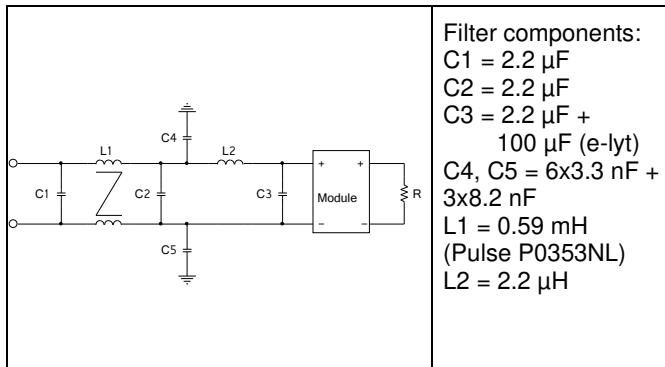 C4
L1
L2
C1
C2
C3
+
+
Module
R
−
−
C5
Filter components:
C1 = 2.2 µF
C2 = 2.2 µF
C3 = 2.2 µF +
100 µF (e-lyt)
C4, C5 = 6x3.3 nF +
3x8.2 nF
L1 = 0.59 mH
(Pulse P0353NL)
L2 = 2.2 µH